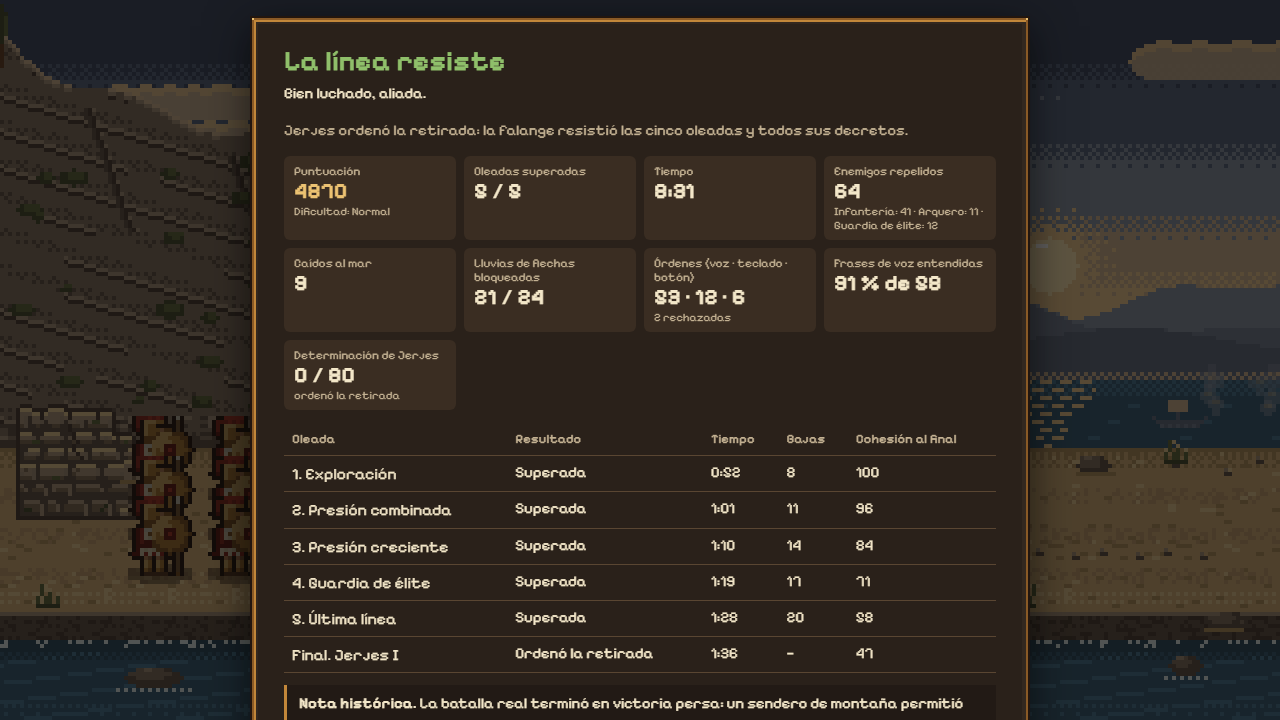 La línea resiste
Bien luchado, aliada.
Jerjes ordenó la retirada: la falange resistió las cinco oleadas y todos sus decretos.
Puntuación
4870
Dificultad: Normal
Oleadas superadas
5 / 5
Tiempo
8:31
Enemigos repelidos
64
Infantería: 41 · Arquero: 11 ·
Guardia de élite: 12
Caídos al mar
9
Lluvias de flechas
bloqueadas
21 / 24
Órdenes (voz · teclado ·
botón)
53 · 12 · 6
2 rechazadas
Frases de voz entendidas
91 % de 58
Determinación de Jerjes
0 / 80
ordenó la retirada
Oleada Resultado Tiempo Bajas Cohesión al final
1. Exploración Superada 0:52 8 100
2. Presión combinada Superada 1:01 11 96
3. Presión creciente Superada 1:10 14 84
4. Guardia de élite Superada 1:19 17 71
5. Última línea Superada 1:28 20 58
Final. Jerjes I Ordenó la retirada 1:36 – 47
Nota histórica. La batalla real terminó en victoria persa: un sendero de montaña permitió